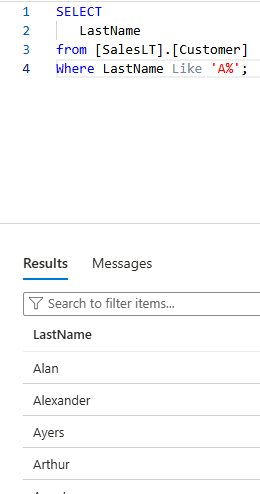 1 SELECT
2 LastName
3 from [SalesLT].[Customer]
4 Where LastName Like 'A%';
Results Messages
Search to filter items...
LastName
Alan
Alexander
Ayers
Arthur